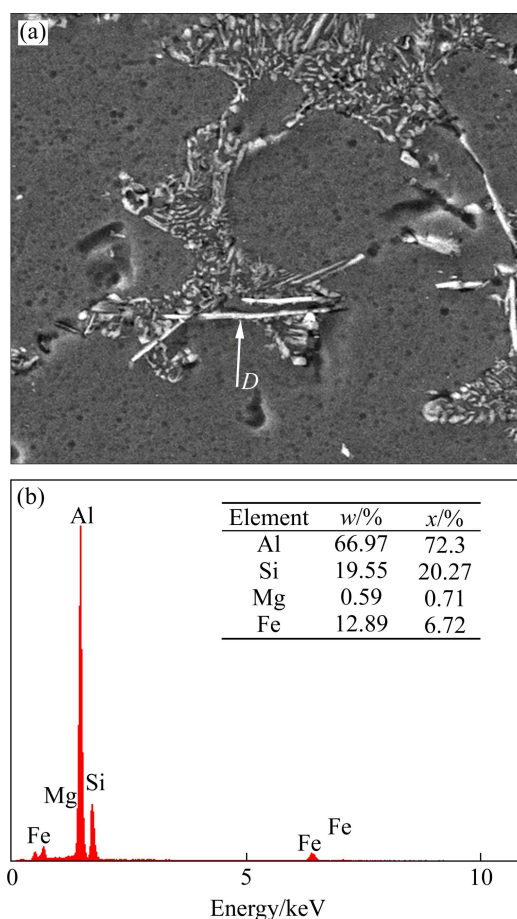 (a)
D
(b)
Al
Element w/% x/%
Al 66.97 72.3
Si 19.55 20.27
Mg 0.59 0.71
Fe 12.89 6.72
Mg Si
Fe
Fe Fe
0 5 10
Energy/keV